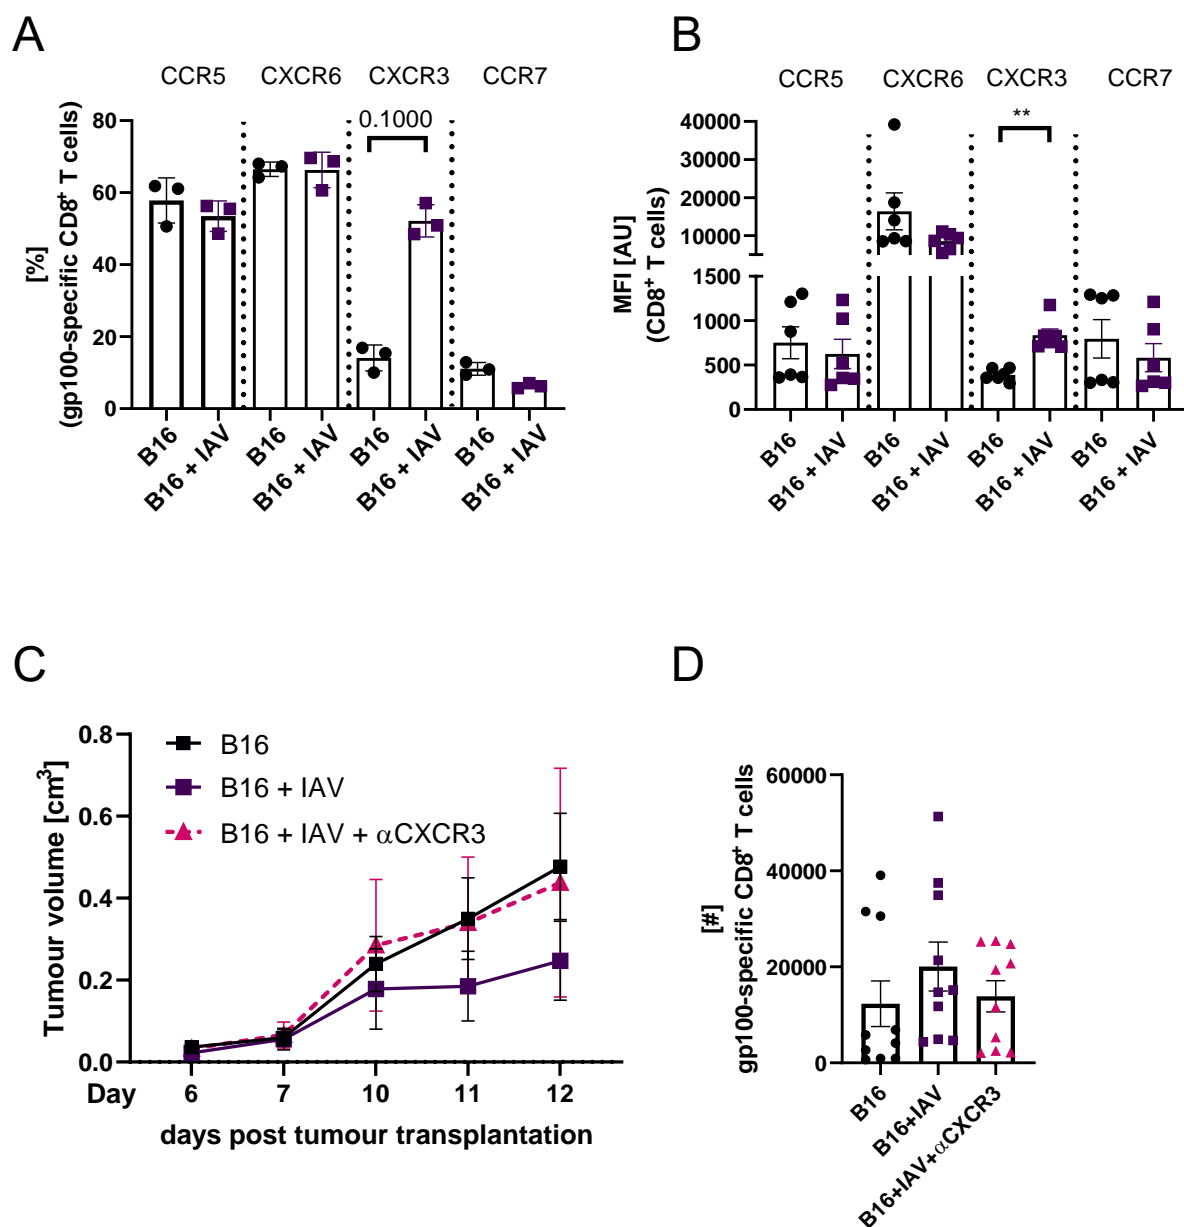 A
CCR5 CXCR6 CXCR3 CCR7
0.1000
[%]
(gp100-specific CD8⁺ T cells)
80
60
40
20
0
B16
B16 + IAV
B16
B16 + IAV
B16
B16 + IAV
B16
B16 + IAV
B
CCR5 CXCR6 CXCR3 CCR7
**
MFI [AU]
(CD8⁺ T cells)
40000
30000
20000
10000
1500
1000
500
0
B16
B16 + IAV
B16
B16 + IAV
B16
B16 + IAV
B16
B16 + IAV
C
Tumour volume [cm³]
0.8
0.6
0.4
0.2
0.0
B16
B16 + IAV
B16 + IAV + αCXCR3
Day 6 7 10 11 12
days post tumour transplantation
D
[#]
gp100-specific CD8⁺ T cells
60000
40000
20000
0
B16
B16+IAV
B16+IAV+αCXCR3